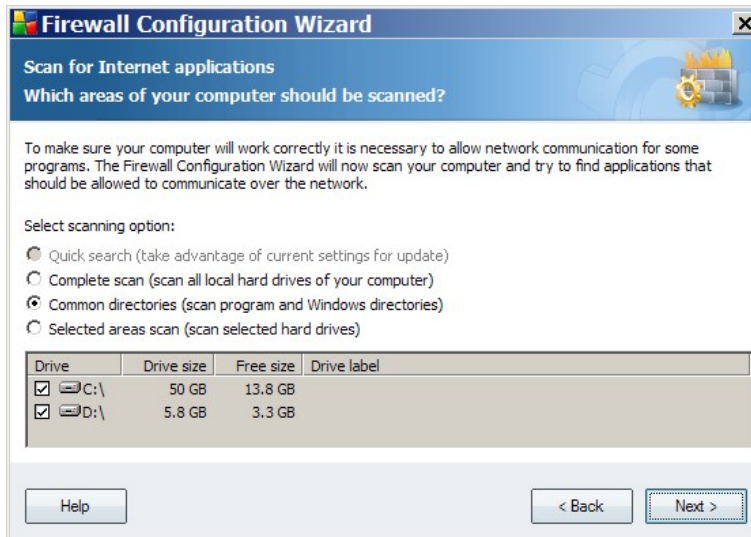 Firewall Configuration Wizard
Scan for Internet applications
Which areas of your computer should be scanned?
To make sure your computer will work correctly it is necessary to allow network communication for some
programs. The Firewall Configuration Wizard will now scan your computer and try to find applications that
should be allowed to communicate over the network.
Select scanning option:
Quick search (take advantage of current settings for update)
Complete scan (scan all local hard drives of your computer)
Common directories (scan program and Windows directories)
Selected areas scan (scan selected hard drives)
Drive Drive size Free size Drive label
C:\ 50 GB 13.8 GB
D:\ 5.8 GB 3.3 GB
Help < Back Next >